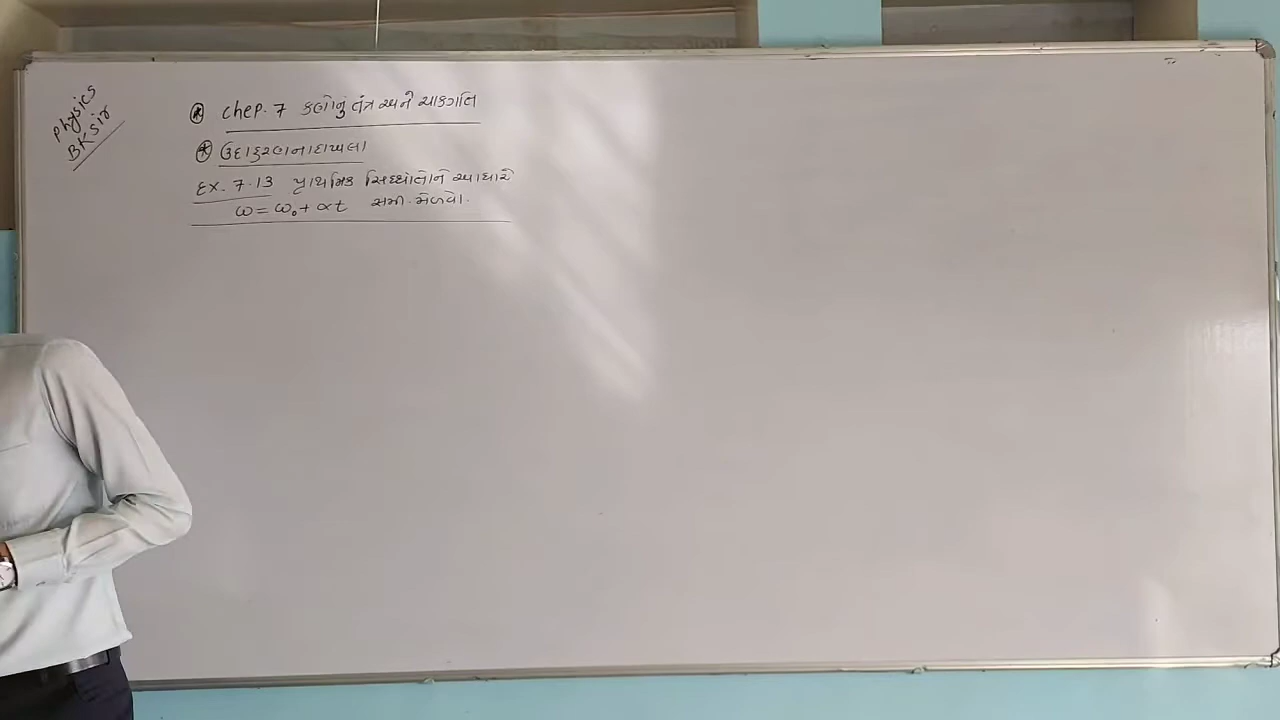 Physics
BK sir
* Chep. 7 કણોનું તંત્ર અને ચાકગતિ
* ઉદાહરણના દાખલા
Ex. 7.13 પ્રાથમિક સિધ્ધાંતોને આધારે
ω = ω₀ + αt સમી. મેળવો.